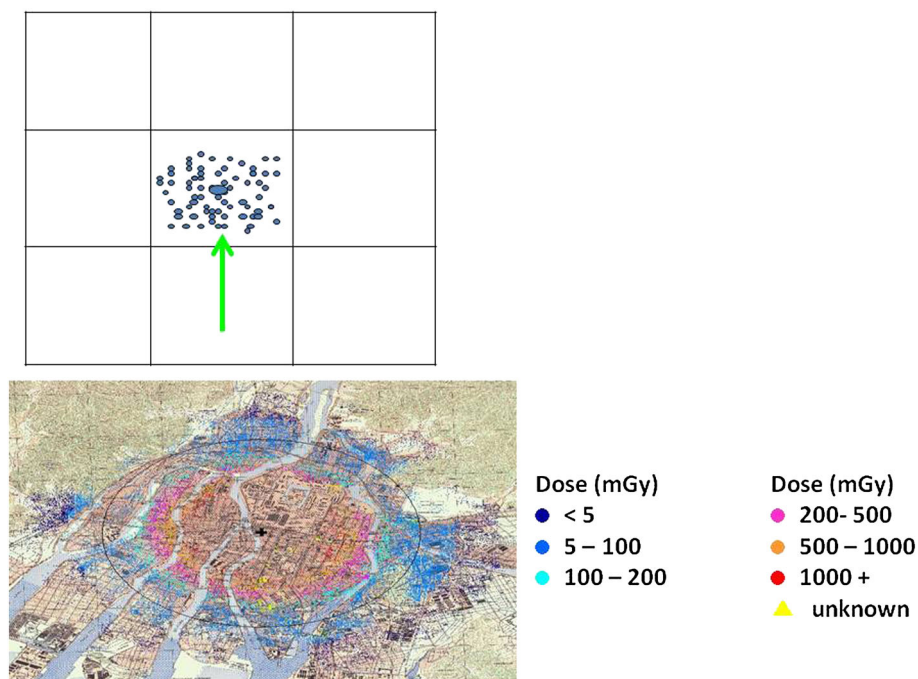 Dose (mGy)
< 5
5 – 100
100 – 200
Dose (mGy)
200- 500
500 – 1000
1000 +
unknown